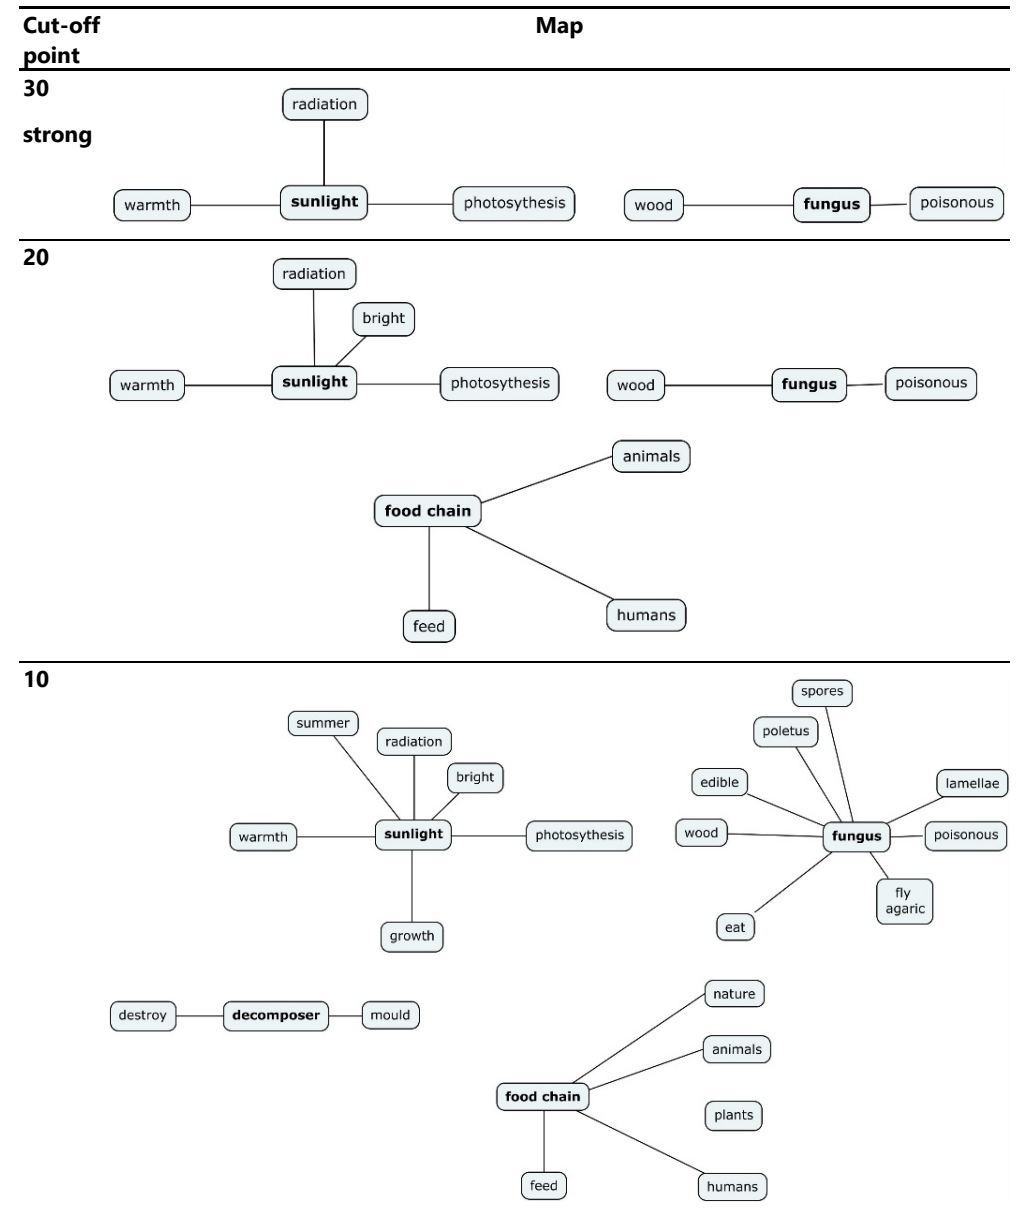 Cut-off
point
Map
30
strong
radiation
warmth
sunlight
photosythesis
wood
fungus
poisonous
20
radiation
bright
warmth
sunlight
photosythesis
wood
fungus
poisonous
animals
food chain
feed
humans
10
summer
radiation
bright
warmth
sunlight
photosythesis
growth
spores
poletus
edible
lamellae
wood
fungus
poisonous
fly
agaric
eat
destroy
decomposer
mould
nature
animals
food chain
plants
feed
humans